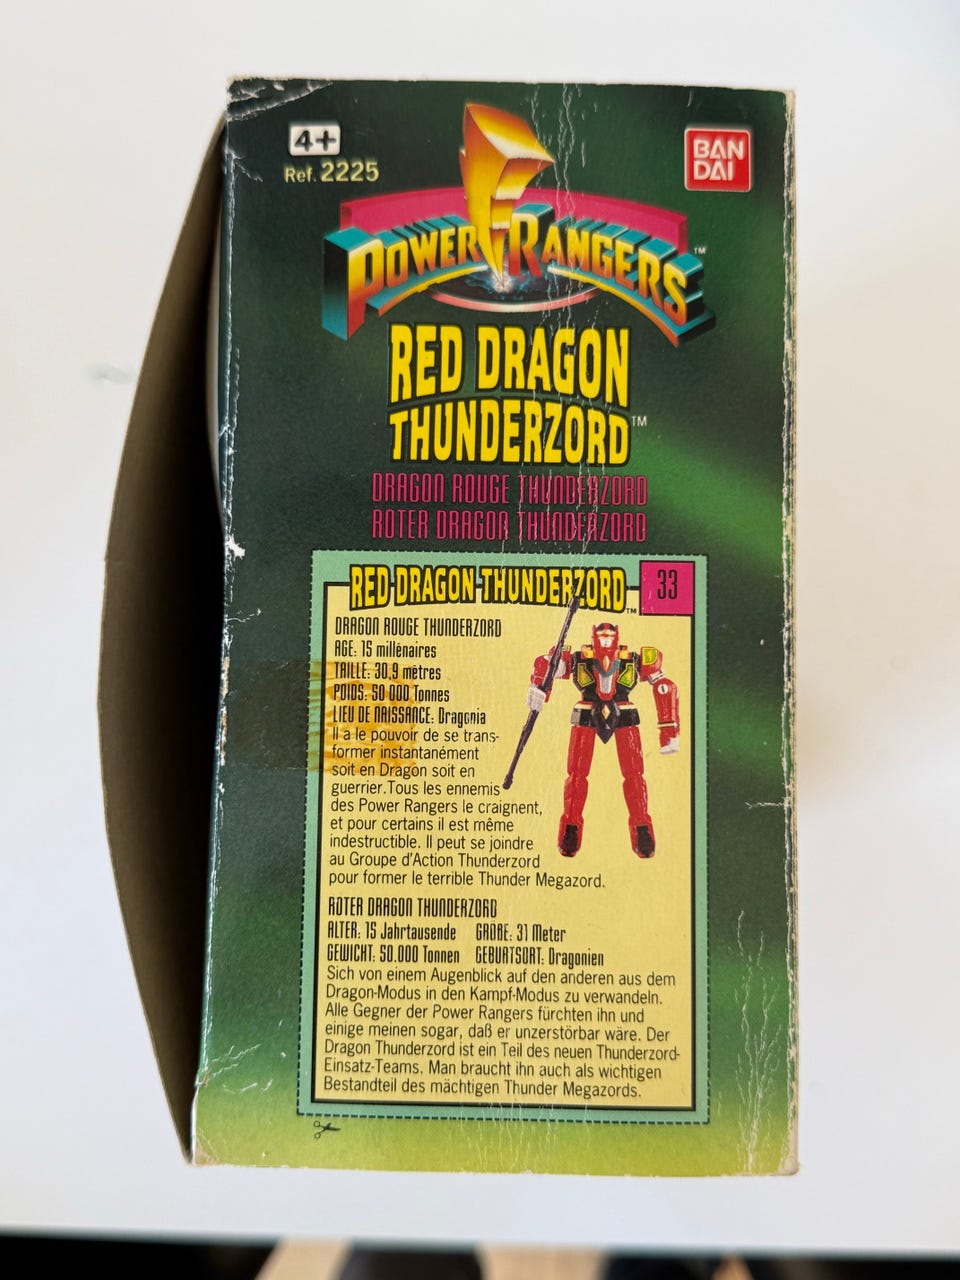 4+
Ref. 2225
BAN
DAI
POWER RANGERS™
RED DRAGON
THUNDERZORD™
DRAGON ROUGE THUNDERZORD
ROTER DRAGON THUNDERZORD
RED DRAGON THUNDERZORD™
33
DRAGON ROUGE THUNDERZORD
AGE: 15 millénaires
TAILLE: 30,9 mètres
POIDS: 50 000 Tonnes
LIEU DE NAISSANCE: Dragonia
Il a le pouvoir de se trans-
former instantanément
soit en Dragon soit en
guerrier.Tous les ennemis
des Power Rangers le craignent,
et pour certains il est même
indestructible. Il peut se joindre
au Groupe d'Action Thunderzord
pour former le terrible Thunder Megazord.
ROTER DRAGON THUNDERZORD
ALTER: 15 Jahrtausende GRÖßE: 31 Meter
GEWICHT: 50.000 Tonnen GEBURTSORT: Dragonien
Sich von einem Augenblick auf den anderen aus dem
Dragon-Modus in den Kampf-Modus zu verwandeln.
Alle Gegner der Power Rangers fürchten ihn und
einige meinen sogar, daß er unzerstörbar wäre. Der
Dragon Thunderzord ist ein Teil des neuen Thunderzord-
Einsatz-Teams. Man braucht ihn auch als wichtigen
Bestandteil des mächtigen Thunder Megazords.